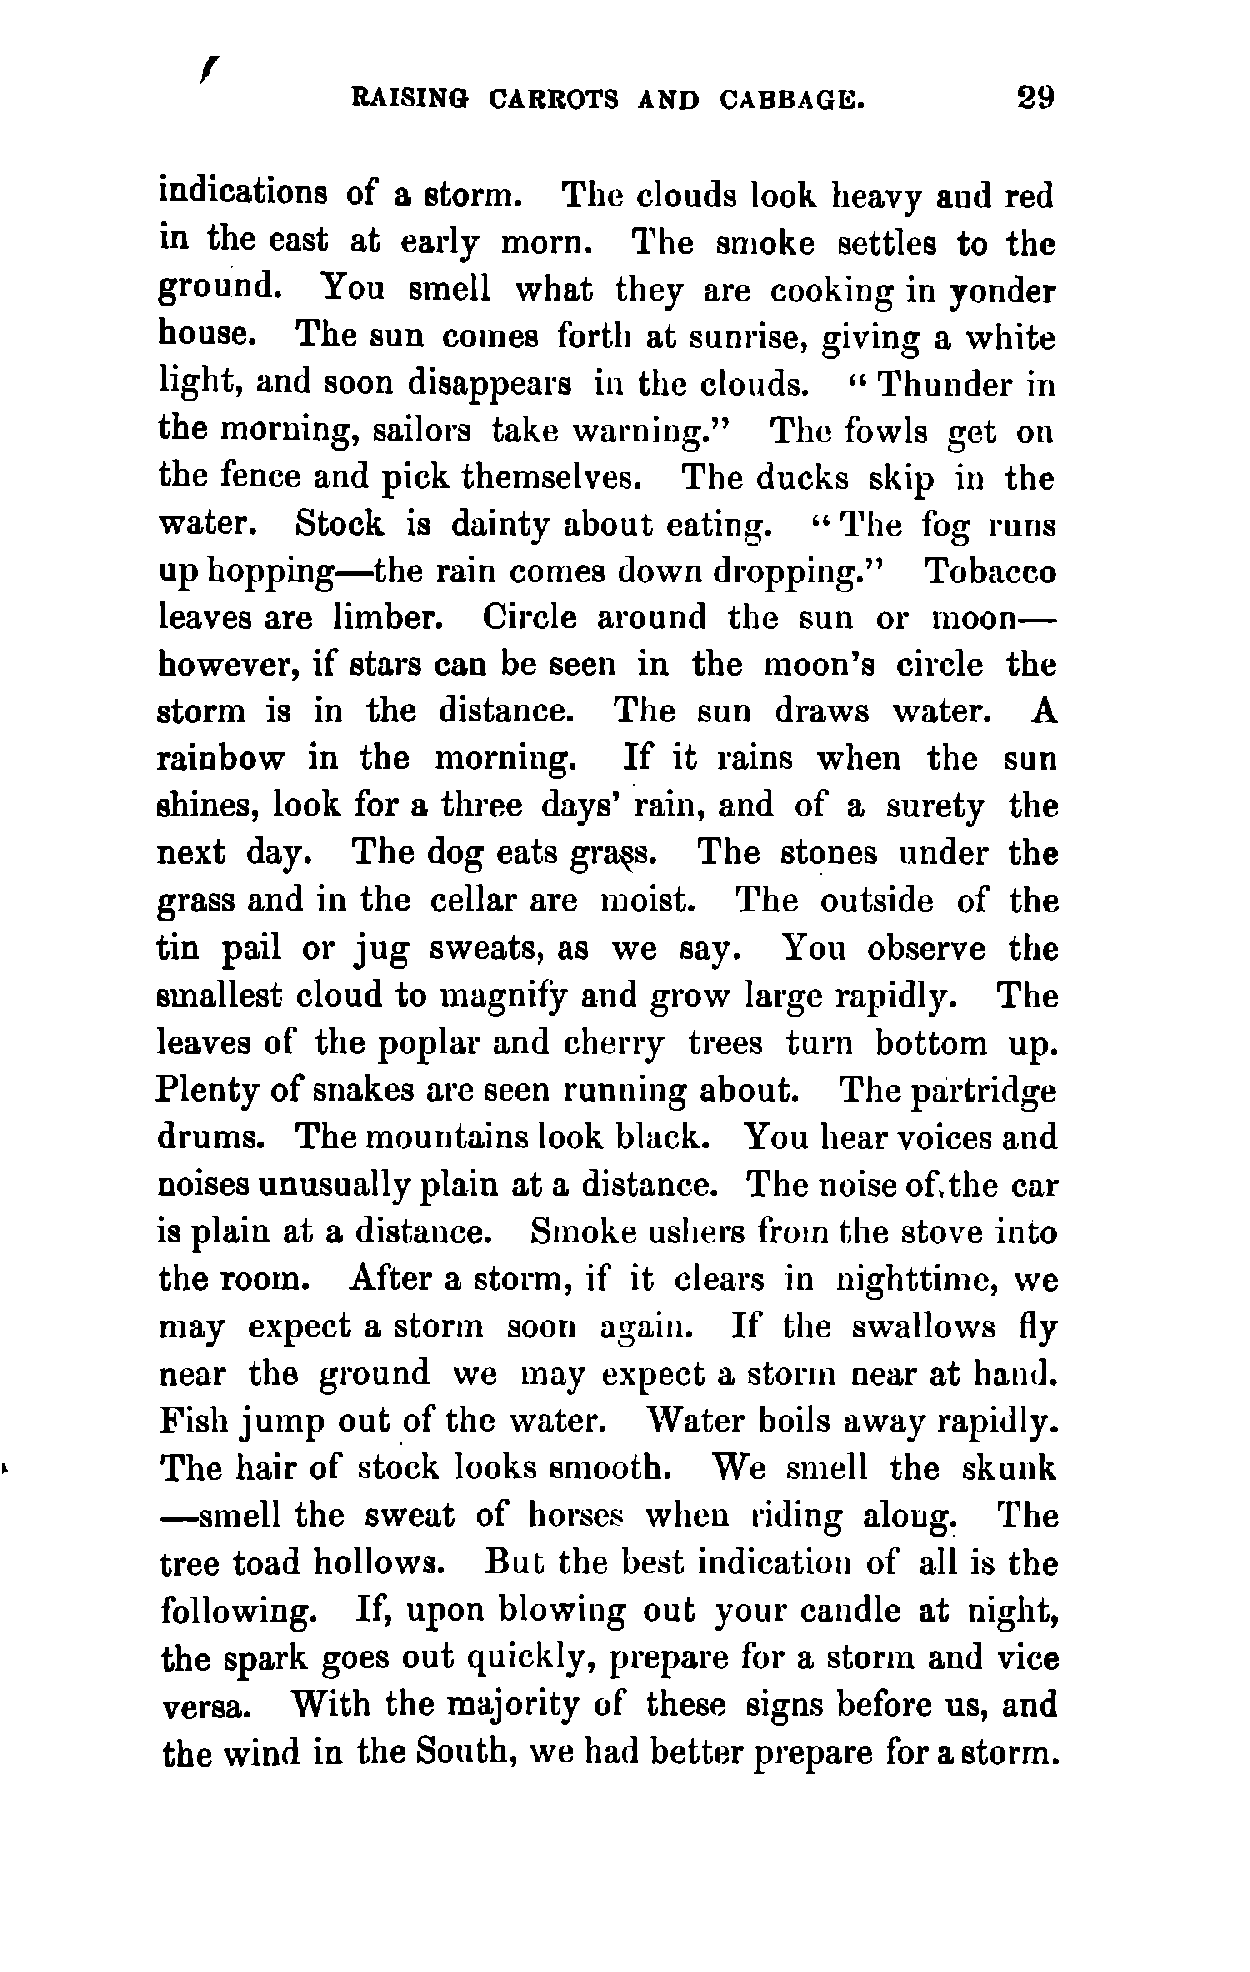 RAISING CARROTS AND CABBAGE. 29
indications of a storm. The clouds look heavy and red
in the east at early morn. The smoke settles to the
ground. You smell what they are cooking in yonder
house. The sun comes forth at sunrise, giving a white
light, and soon disappears in the clouds. “Thunder in
the morning, sailors take warning.” The fowls get on
the fence and pick themselves. The ducks skip in the
water. Stock is dainty about eating. “The fog runs
up hopping—the rain comes down dropping.” Tobacco
leaves are limber. Circle around the sun or moon—
however, if stars can be seen in the moon’s circle the
storm is in the distance. The sun draws water. A
rainbow in the morning. If it rains when the sun
shines, look for a three days’ rain, and of a surety the
next day. The dog eats grass. The stones under the
grass and in the cellar are moist. The outside of the
tin pail or jug sweats, as we say. You observe the
smallest cloud to magnify and grow large rapidly. The
leaves of the poplar and cherry trees turn bottom up.
Plenty of snakes are seen running about. The partridge
drums. The mountains look black. You hear voices and
noises unusually plain at a distance. The noise of the car
is plain at a distance. Smoke ushers from the stove into
the room. After a storm, if it clears in nighttime, we
may expect a storm soon again. If the swallows fly
near the ground we may expect a storm near at hand.
Fish jump out of the water. Water boils away rapidly.
The hair of stock looks smooth. We smell the skunk
—smell the sweat of horses when riding along. The
tree toad hollows. But the best indication of all is the
following. If, upon blowing out your candle at night,
the spark goes out quickly, prepare for a storm and vice
versa. With the majority of these signs before us, and
the wind in the South, we had better prepare for a storm.